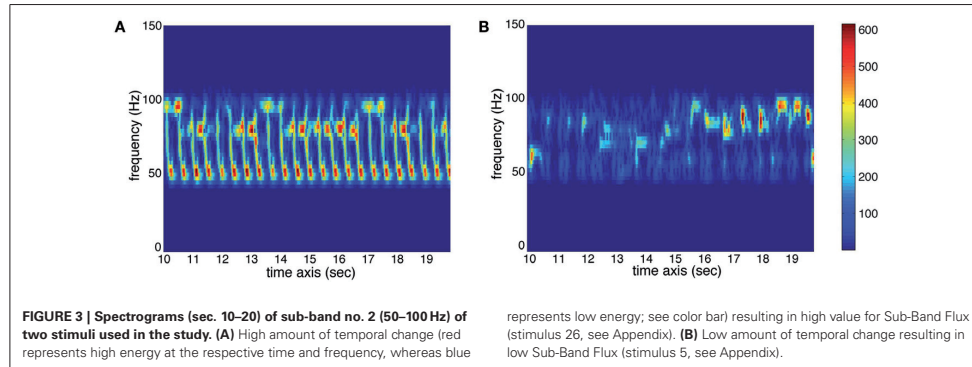 A
B
150
100
50
0
frequency (Hz)
10 11 12 13 14 15 16 17 18 19
time axis (sec)
150
100
50
0
frequency (Hz)
10 11 12 13 14 15 16 17 18 19
time axis (sec)
600
500
400
300
200
100
FIGURE 3 | Spectrograms (sec. 10–20) of sub-band no. 2 (50–100 Hz) of
two stimuli used in the study. (A) High amount of temporal change (red
represents high energy at the respective time and frequency, whereas blue
represents low energy; see color bar) resulting in high value for Sub-Band Flux
(stimulus 26, see Appendix). (B) Low amount of temporal change resulting in
low Sub-Band Flux (stimulus 5, see Appendix).